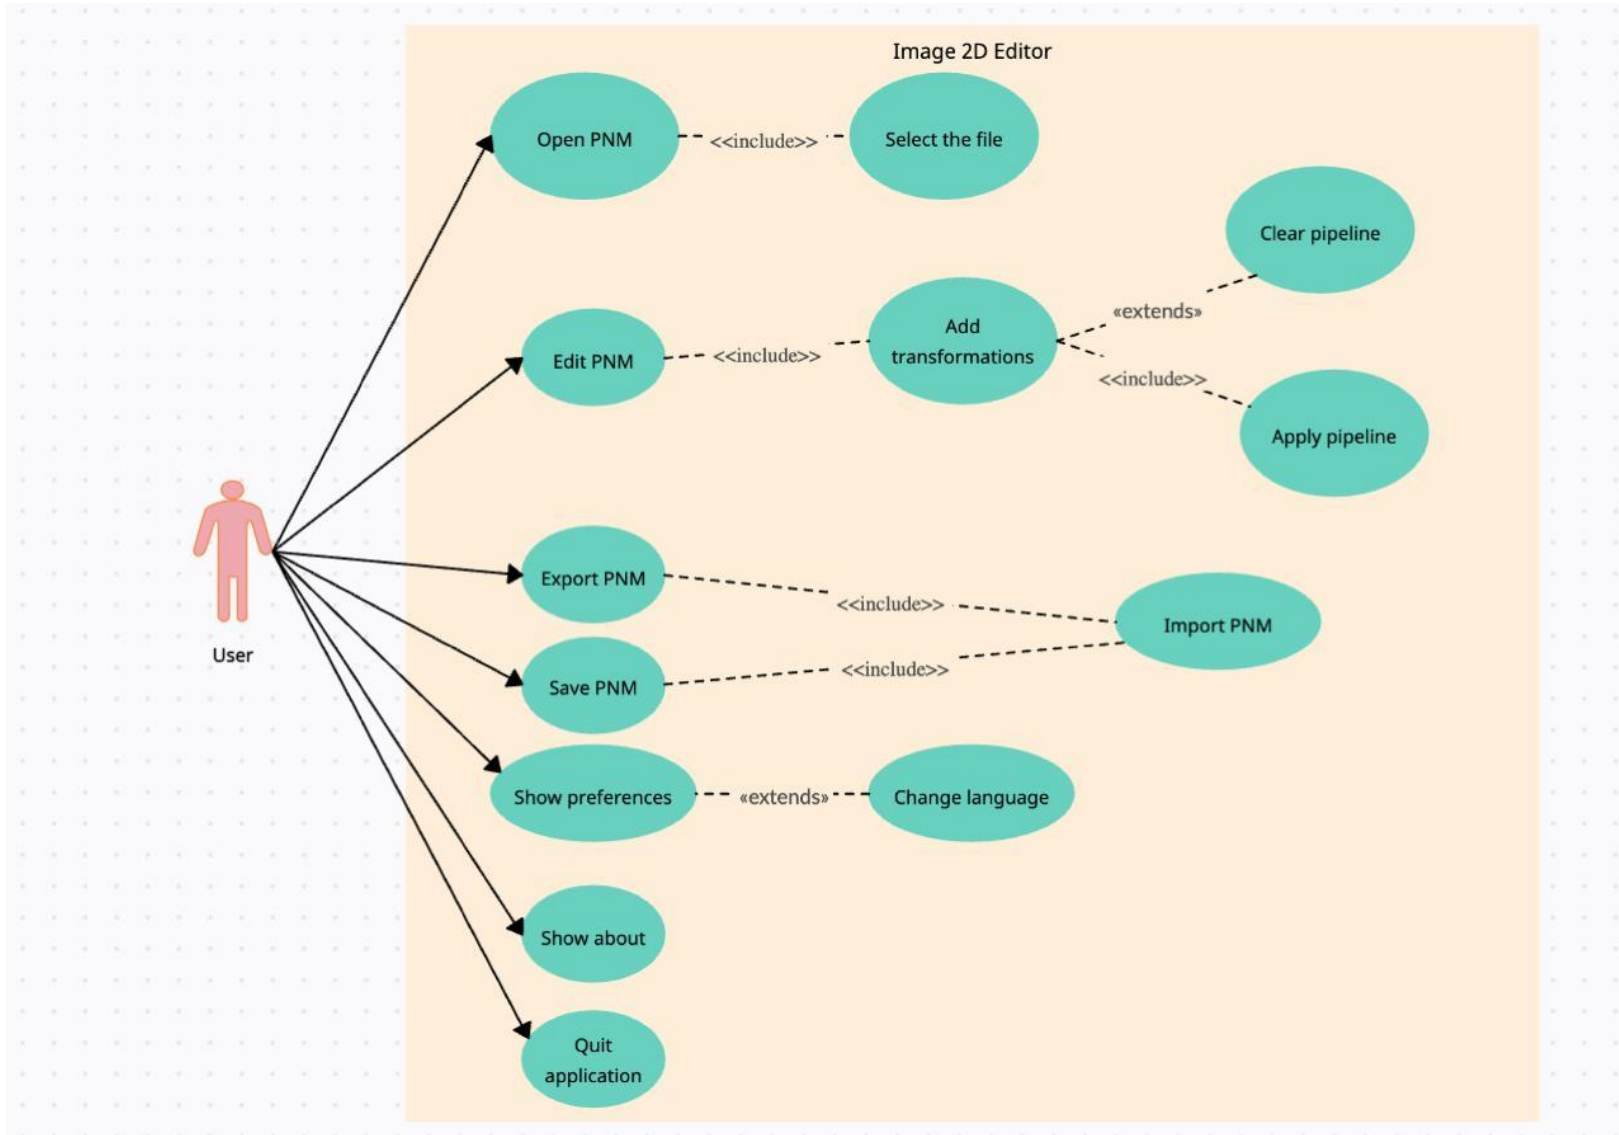 Image 2D Editor
Open PNM
<<include>>
Select the file
Clear pipeline
«extends»
Add
transformations
Edit PNM
<<include>>
<<include>>
Apply pipeline
Export PNM
<<include>>
Import PNM
User
Save PNM
<<include>>
Show preferences
«extends»
Change language
Show about
Quit
application